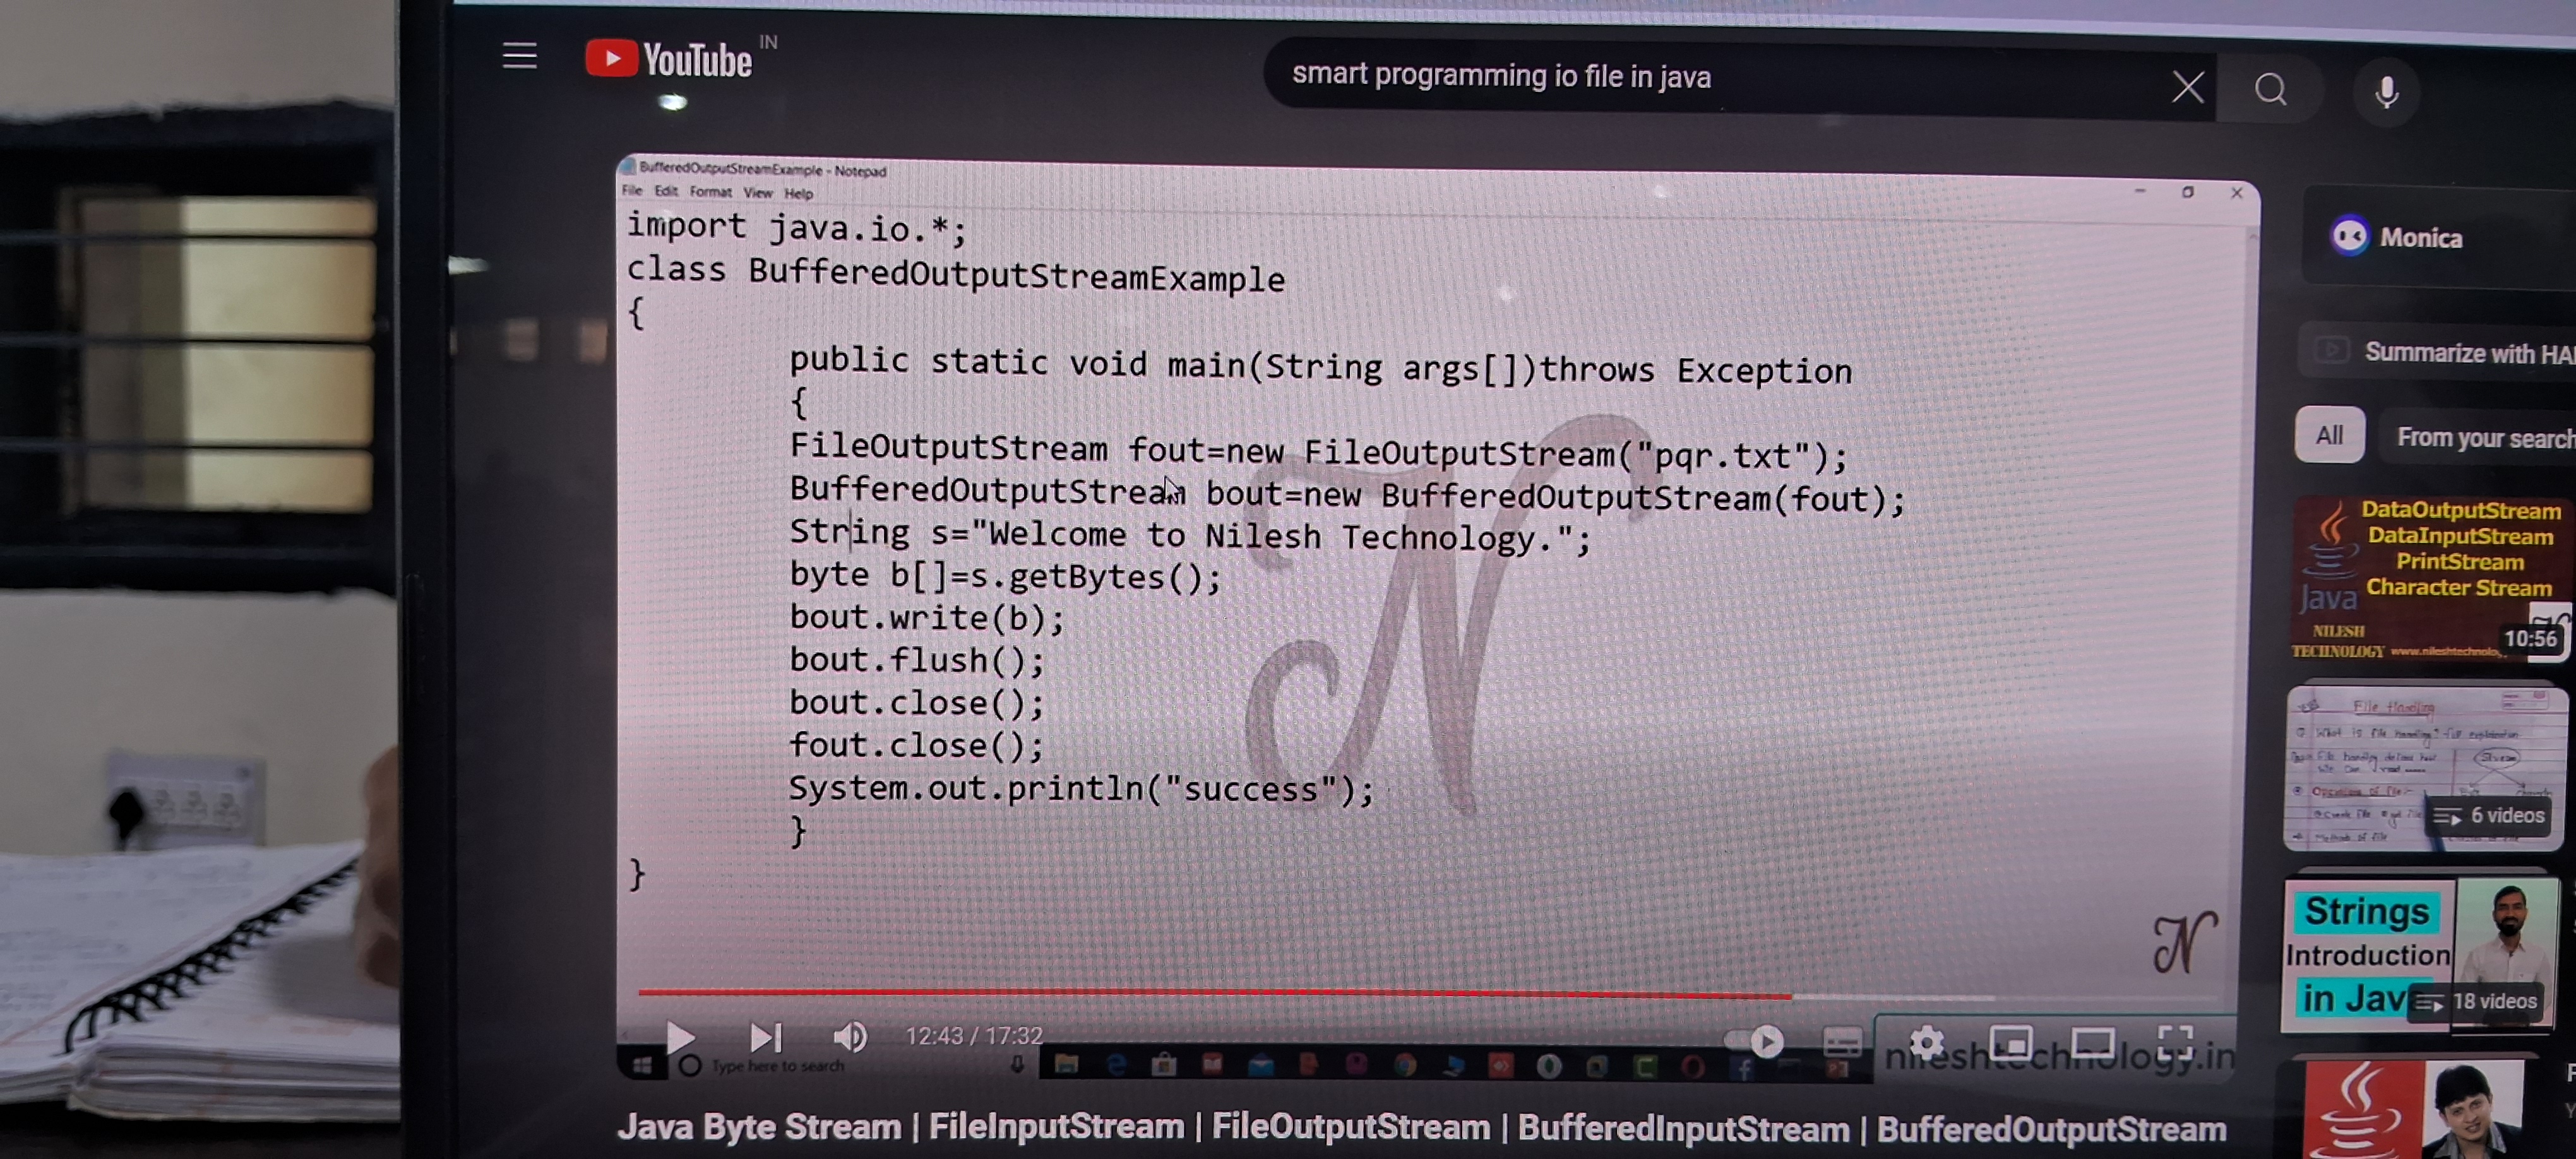 YouTube IN
smart programming io file in java
BufferedOutputStreamExample - Notepad
File Edit Format View Help
import java.io.*;
class BufferedOutputStreamExample
{
public static void main(String args[])throws Exception
{
FileOutputStream fout=new FileOutputStream("pqr.txt");
BufferedOutputStream bout=new BufferedOutputStream(fout);
String s="Welcome to Nilesh Technology.";
byte b[]=s.getBytes();
bout.write(b);
bout.flush();
bout.close();
fout.close();
System.out.println("success");
}
}
N
N
12:43 / 17:32
Type here to search
nileshtechnology.in
Java Byte Stream | FileInputStream | FileOutputStream | BufferedInputStream | BufferedOutputStream
Monica
Summarize with
All
From your search
DataOutputStream
DataInputStream
PrintStream
Character Stream
Java
NILESH
TECHNOLOGY
10:56
File Handling
6 videos
Strings
Introduction
in Java
18 videos